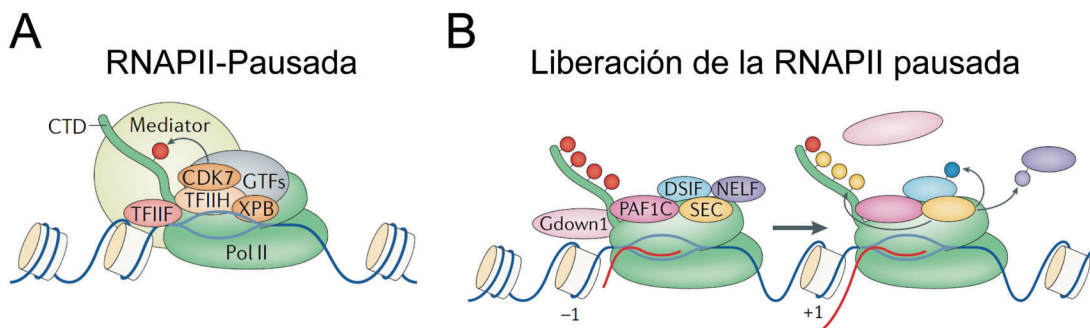 A
RNAPII-Pausada
CTD
Mediator
CDK7
GTFs
TFIIH
TFIIF
XPB
Pol II
B
Liberación de la RNAPII pausada
DSIF
NELF
PAF1C
SEC
Gdown1
–1
+1